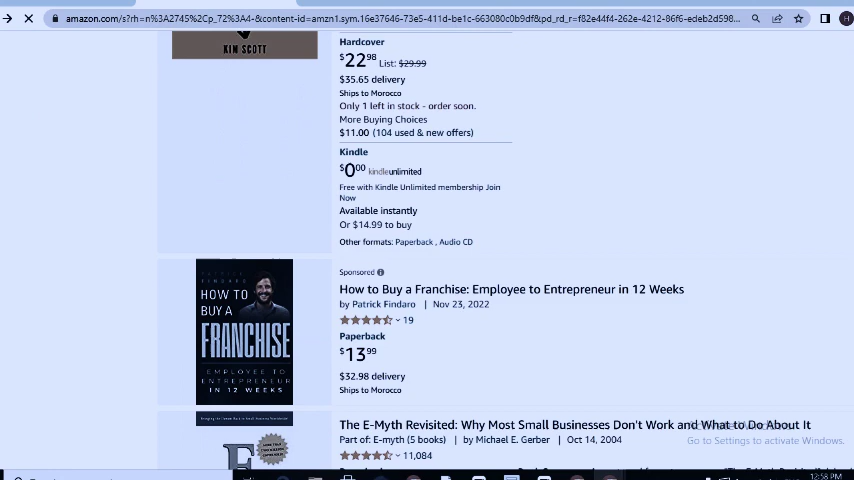 amazon.com/s?rh=n%3A2745%2Cp_72%3A4-&content-id=amzn1.sym.16e37646-73e5-411d-be1c-663080c0b9df&pd_rd_r=f82e44f4-262e-4212-86f6-edeb2d598...
H
KIM SCOTT
Hardcover
$22.98 List: $29.99
$35.65 delivery
Ships to Morocco
Only 1 left in stock - order soon.
More Buying Choices
$11.00 (104 used & new offers)
Kindle
$0.00 kindleunlimited
Free with Kindle Unlimited membership Join
Now
Available instantly
Or $14.99 to buy
Other formats: Paperback , Audio CD
PATRICK
FINDARO
HOW TO
BUY A
FRANCHISE
EMPLOYEE TO
ENTREPRENEUR
IN 12 WEEKS
Sponsored
How to Buy a Franchise: Employee to Entrepreneur in 12 Weeks
by Patrick Findaro | Nov 23, 2022
19
Paperback
$13.99
$32.98 delivery
Ships to Morocco
E
The E-Myth Revisited: Why Most Small Businesses Don't Work and What to Do About It
Part of: E-myth (5 books) | by Michael E. Gerber | Oct 14, 2004
11,084
Activate Windows
Go to Settings to activate Windows.
12:58 PM